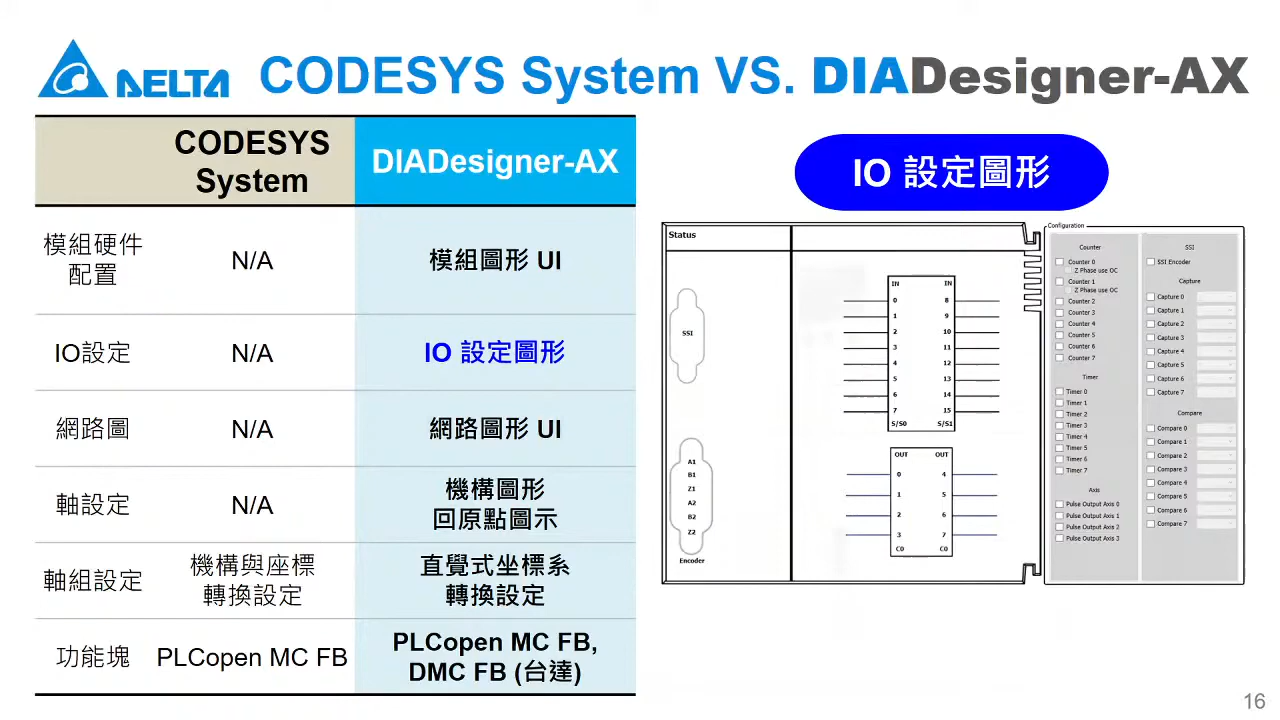 DELTA
CODESYS System VS. DIADesigner-AX
CODESYS
System
DIADesigner-AX
模組硬件
配置
N/A
模組圖形 UI
IO設定
N/A
IO 設定圖形
網路圖
N/A
網路圖形 UI
軸設定
N/A
機構圖形
回原點圖示
軸組設定
機構與座標
轉換設定
直覺式坐標系
轉換設定
功能塊
PLCopen MC FB
PLCopen MC FB,
DMC FB (台達)
IO 設定圖形
Status
SSI
A1
B1
Z1
A2
B2
Z2
Encoder
IN IN
0 8
1 9
2 10
3 11
4 12
5 13
6 14
7 15
S/S0 S/S1
OUT OUT
0 4
1 5
2 6
3 7
C0 C0
Configuration
Counter
Counter 0
Z Phase use OC
Counter 1
Z Phase use OC
Counter 2
Counter 3
Counter 4
Counter 5
Counter 6
Counter 7
Timer
Timer 0
Timer 1
Timer 2
Timer 3
Timer 4
Timer 5
Timer 6
Timer 7
Axis
Pulse Output Axis 0
Pulse Output Axis 1
Pulse Output Axis 2
Pulse Output Axis 3
SSI
SSI Encoder
Capture
Capture 0
Capture 1
Capture 2
Capture 3
Capture 4
Capture 5
Capture 6
Capture 7
Compare
Compare 0
Compare 1
Compare 2
Compare 3
Compare 4
Compare 5
Compare 6
Compare 7
16